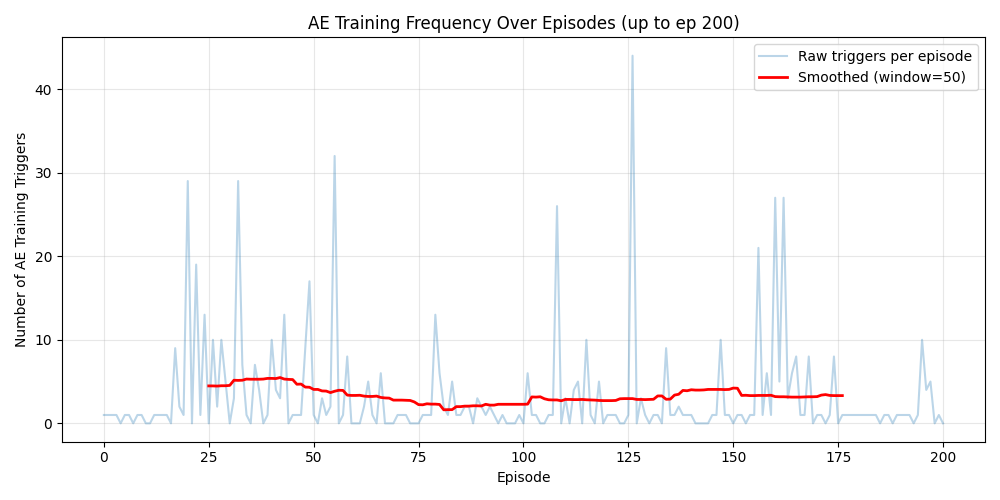 AE Training Frequency Over Episodes (up to ep 200)
Raw triggers per episode
Smoothed (window=50)
Number of AE Training Triggers
40
30
20
10
0
0 25 50 75 100 125 150 175 200
Episode